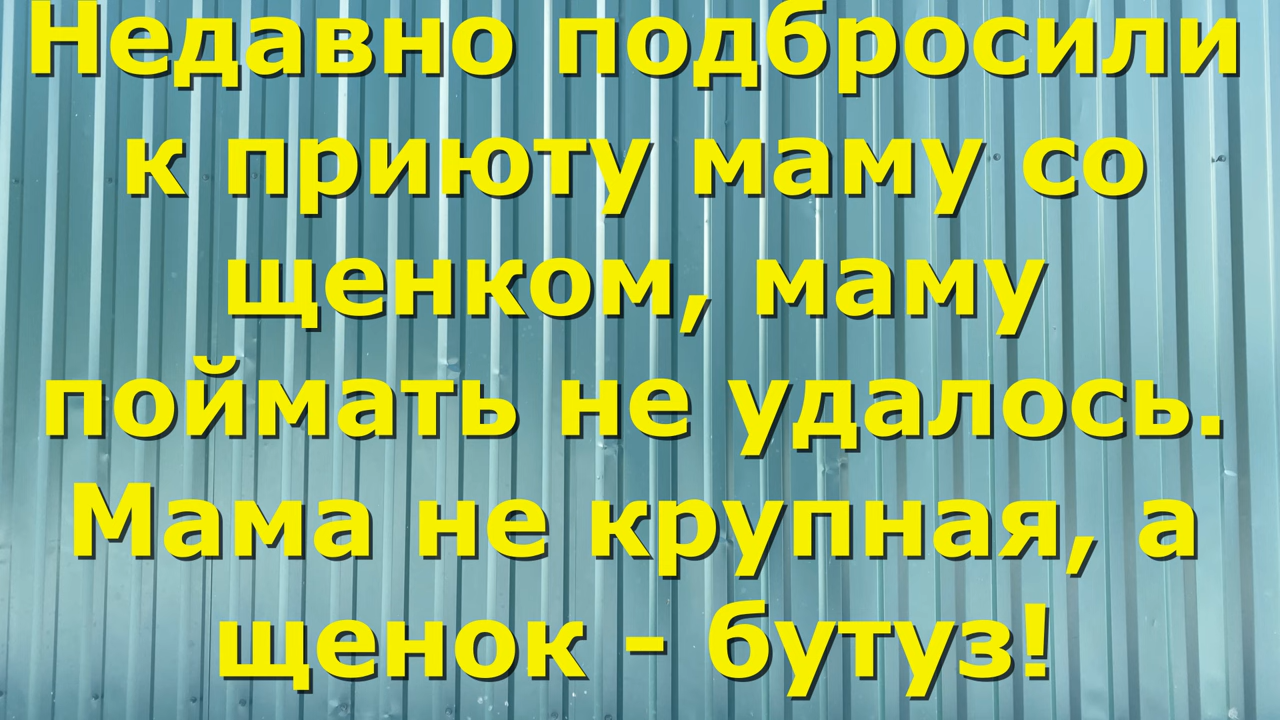 Недавно подбросили
к приюту маму со
щенком, маму
поймать не удалось.
Мама не крупная, а
щенок - бутуз!